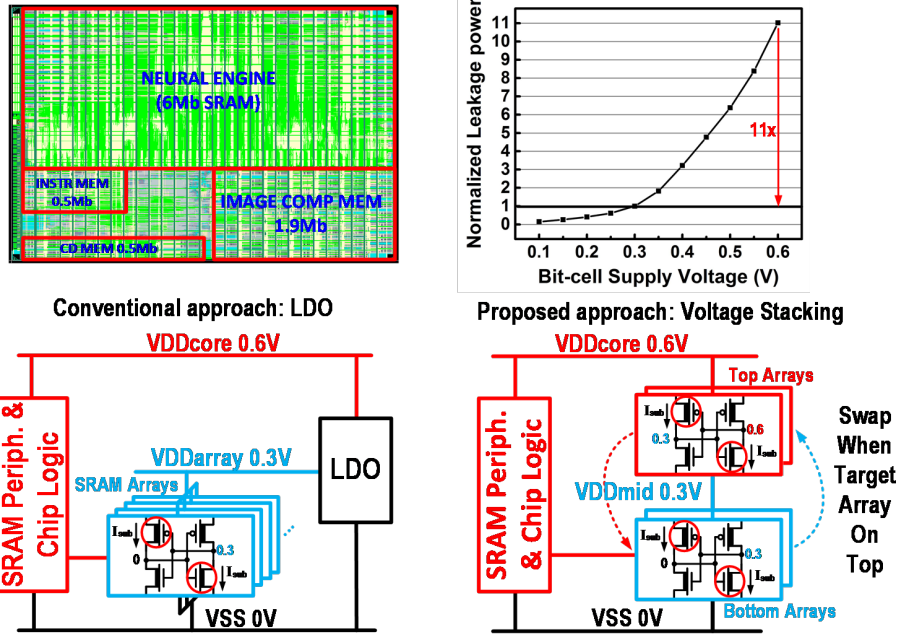 NEURAL ENGINE
(6Mb SRAM)
INSTR MEM
0.5Mb
IMAGE COMP MEM
1.9Mb
CD MEM 0.5Mb
Normalized Leakage power
11
10
9
8
7
6
5
4
3
2
1
0
11x
0.1
0.2
0.3
0.4
0.5
0.6
Bit-cell Supply Voltage (V)
Conventional approach: LDO
VDDcore 0.6V
SRAM Periph. &
Chip Logic
VDDarray 0.3V
SRAM Arrays
LDO
Isub
0
0.3
Isub
VSS 0V
Proposed approach: Voltage Stacking
VDDcore 0.6V
Top Arrays
SRAM Periph.
& Chip Logic
Isub
0.3
0.6
Isub
VDDmid 0.3V
Isub
0
0.3
Isub
VSS 0V
Bottom Arrays
Swap
When
Target
Array
On
Top